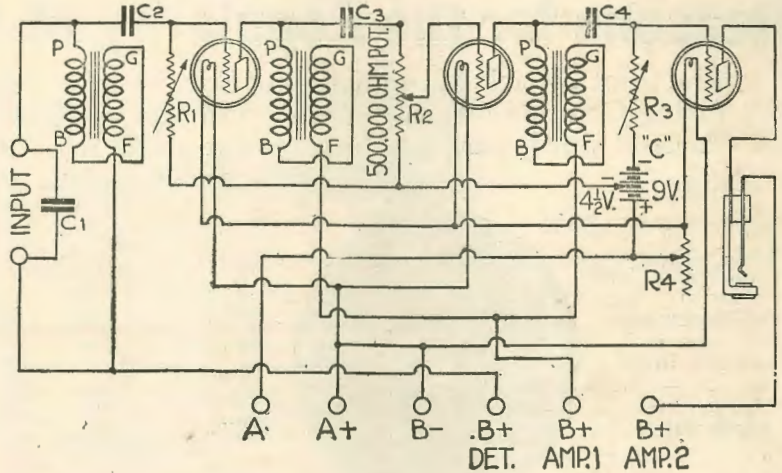 C2
C3
C4
P
G
P
G
P
G
R1
500,000 OHM POT.
R2
R3
B
F
B
F
B
F
"C"
-
-
4½V.
9V.
+
INPUT
C1
R4
A-
A+
B-
.B+
B+
B+
DET.
AMP.1
AMP.2